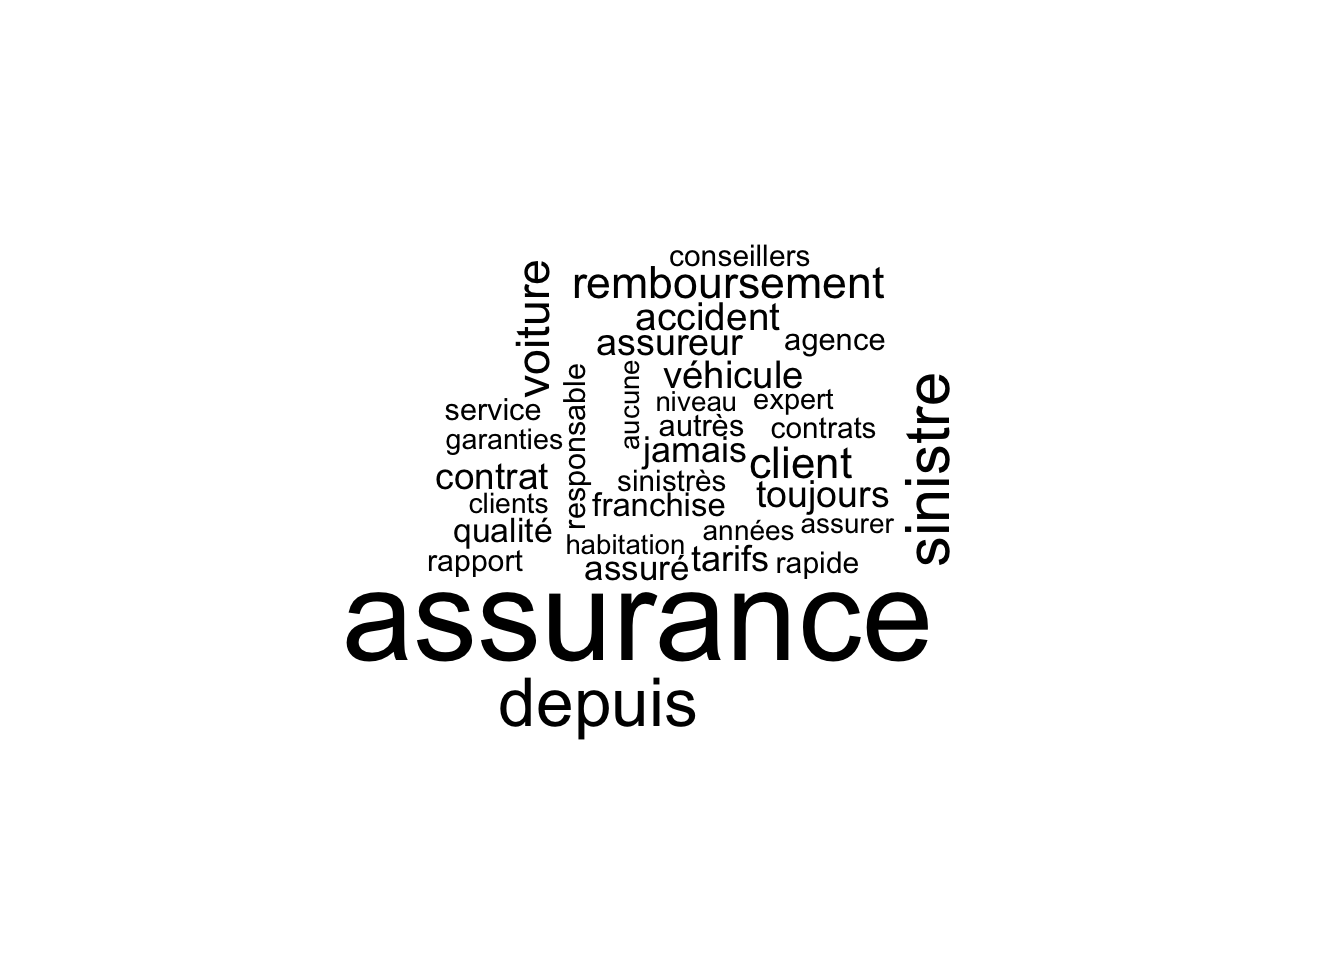 conseillers
remboursement
voiture
accident
assureur
agence
véhicule
responsable
aucune
niveau
expert
service
autrès
contrats
garanties
jamais
client
sinistre
contrat
sinistrès
toujours
clients
franchise
qualité
années
assurer
habitation
rapport
assuré
tarifs
rapide
assurance
depuis